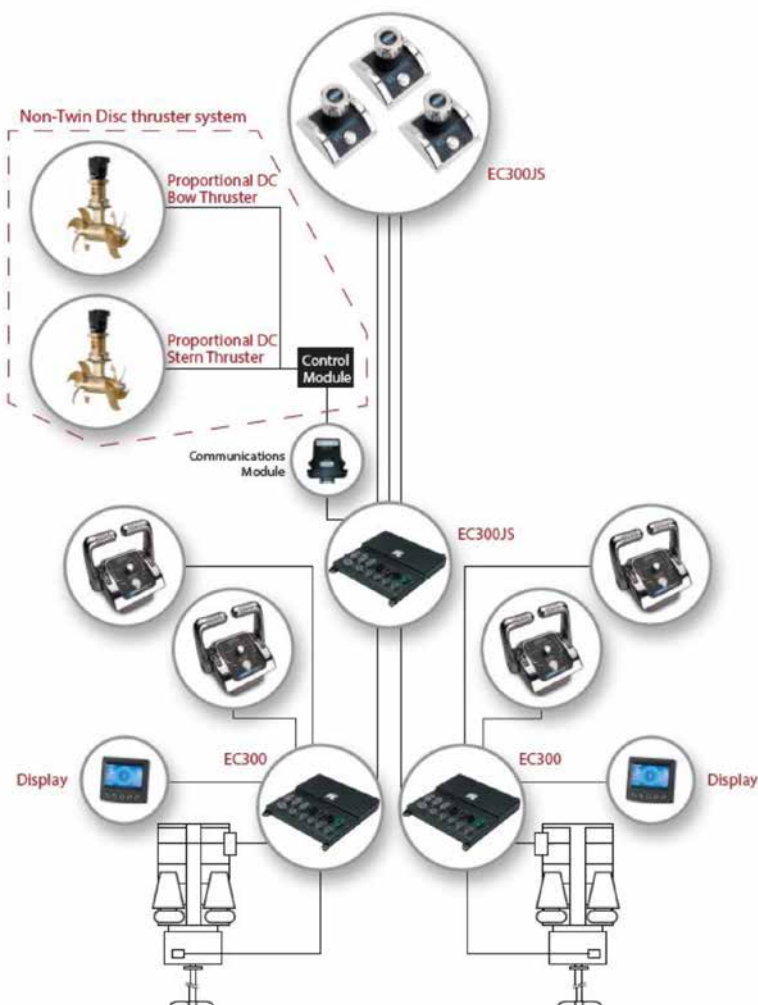 Non-Twin Disc thruster system
Proportional DC
Bow Thruster
EC300JS
Proportional DC
Stern Thruster
Control
Module
Communications
Module
EC300JS
EC300
EC300
Display
Display